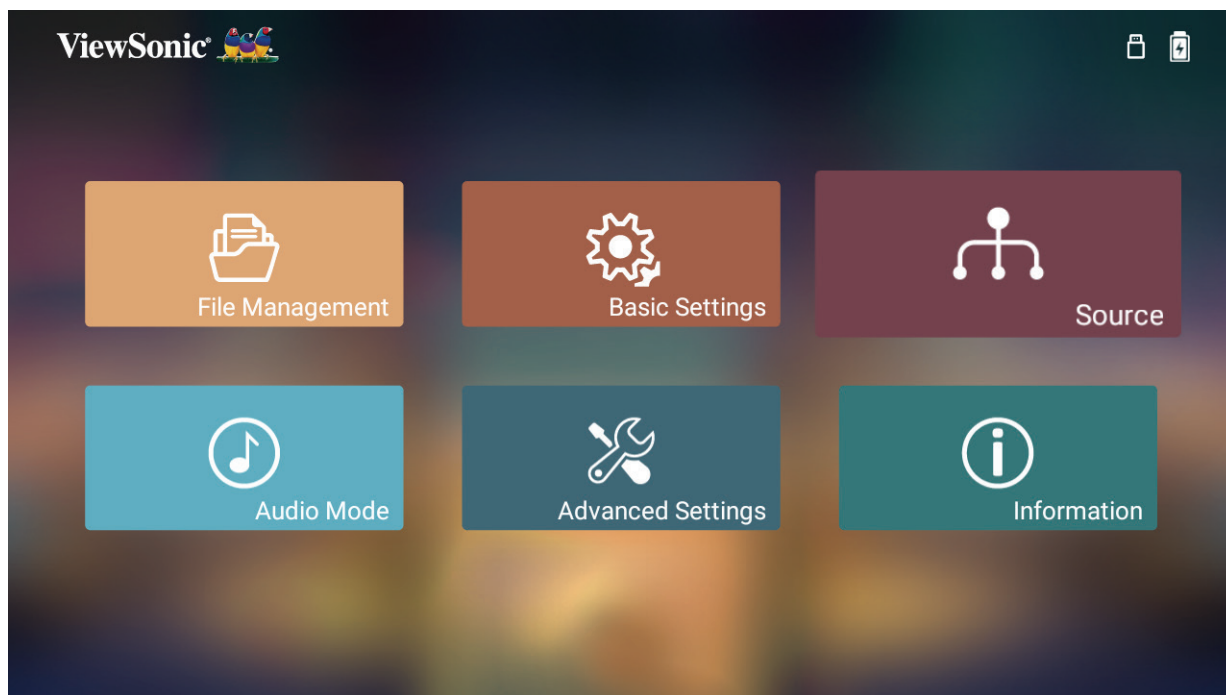 ViewSonic®
File Management
Basic Settings
Source
Audio Mode
Advanced Settings
Information